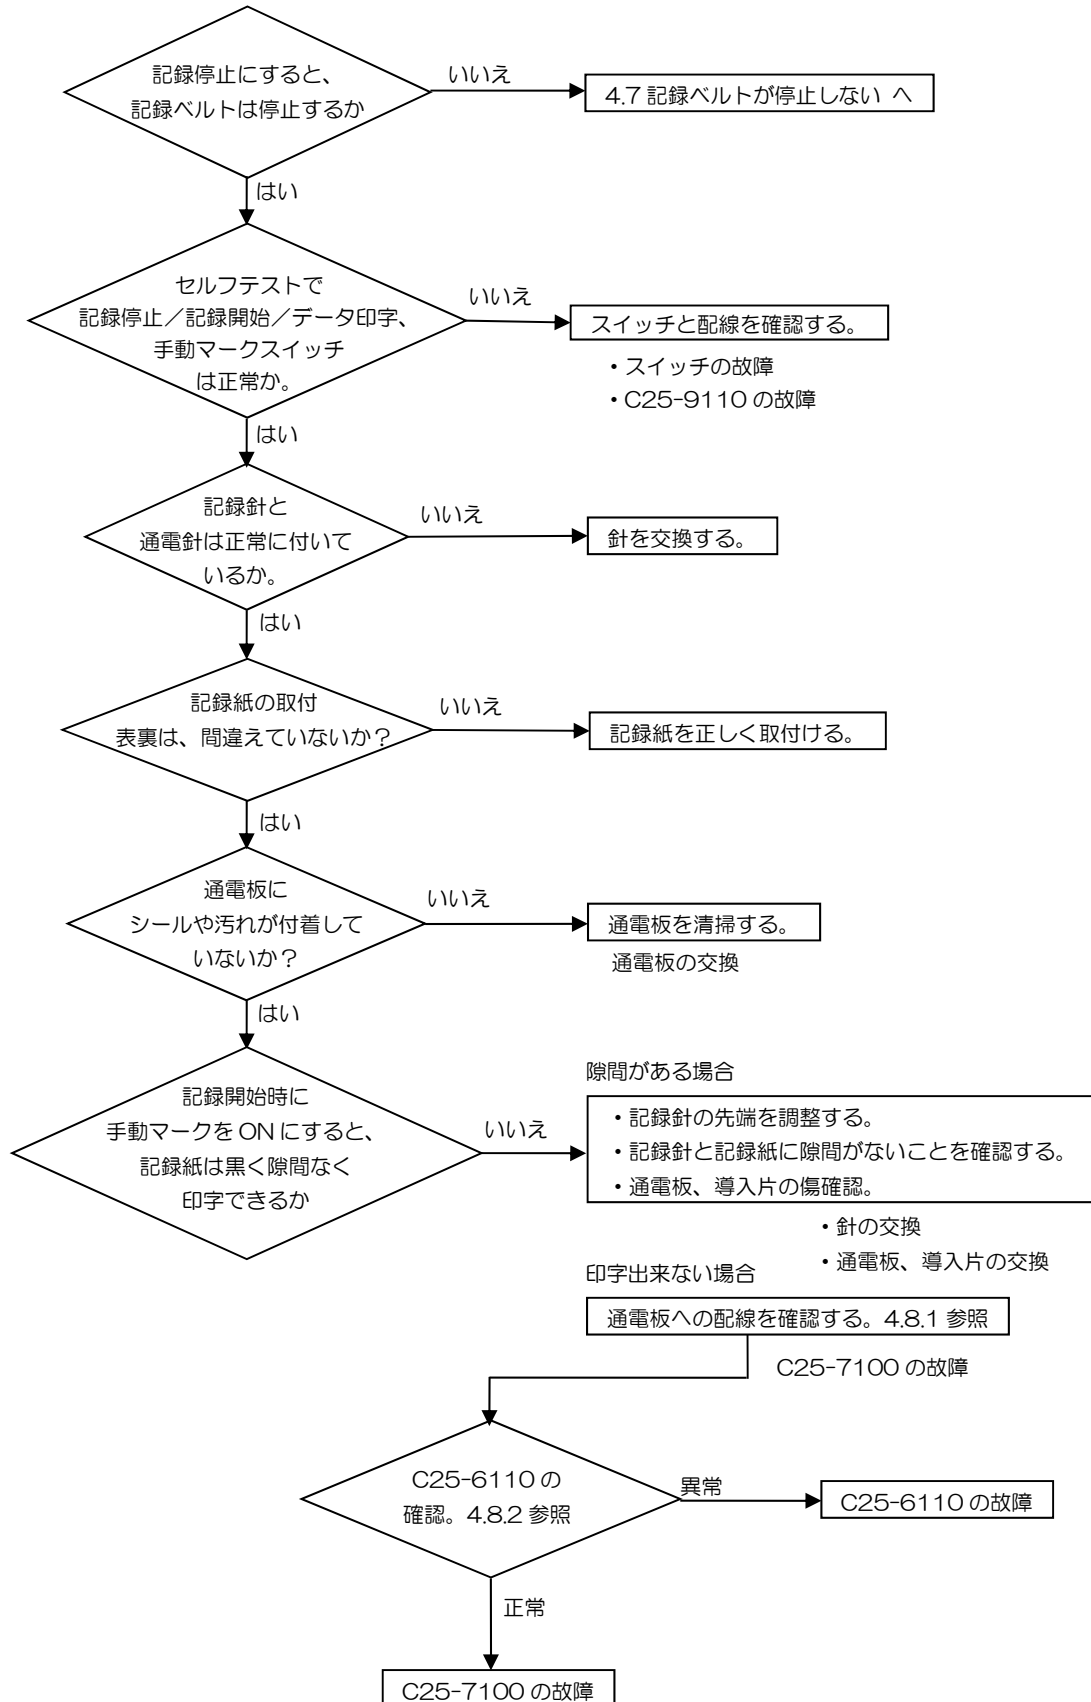 記録停止にすると、
記録ベルトは停止するか
いいえ
4.7 記録ベルトが停止しない へ
はい
セルフテストで
記録停止／記録開始／データ印字、
手動マークスイッチ
は正常か。
いいえ
スイッチと配線を確認する。
・スイッチの故障
・C25-9110 の故障
はい
記録針と
通電針は正常に付いて
いるか。
いいえ
針を交換する。
はい
記録紙の取付
表裏は、間違えていないか？
いいえ
記録紙を正しく取付ける。
はい
通電板に
シールや汚れが付着して
いないか？
いいえ
通電板を清掃する。
通電板の交換
はい
記録開始時に
手動マークを ON にすると、
記録紙は黒く隙間なく
印字できるか
いいえ
隙間がある場合
・記録針の先端を調整する。
・記録針と記録紙に隙間がないことを確認する。
・通電板、導入片の傷確認。
・針の交換
・通電板、導入片の交換
印字出来ない場合
通電板への配線を確認する。4.8.1 参照
C25-7100 の故障
C25-6110 の
確認。4.8.2 参照
異常
C25-6110 の故障
正常
C25-7100 の故障